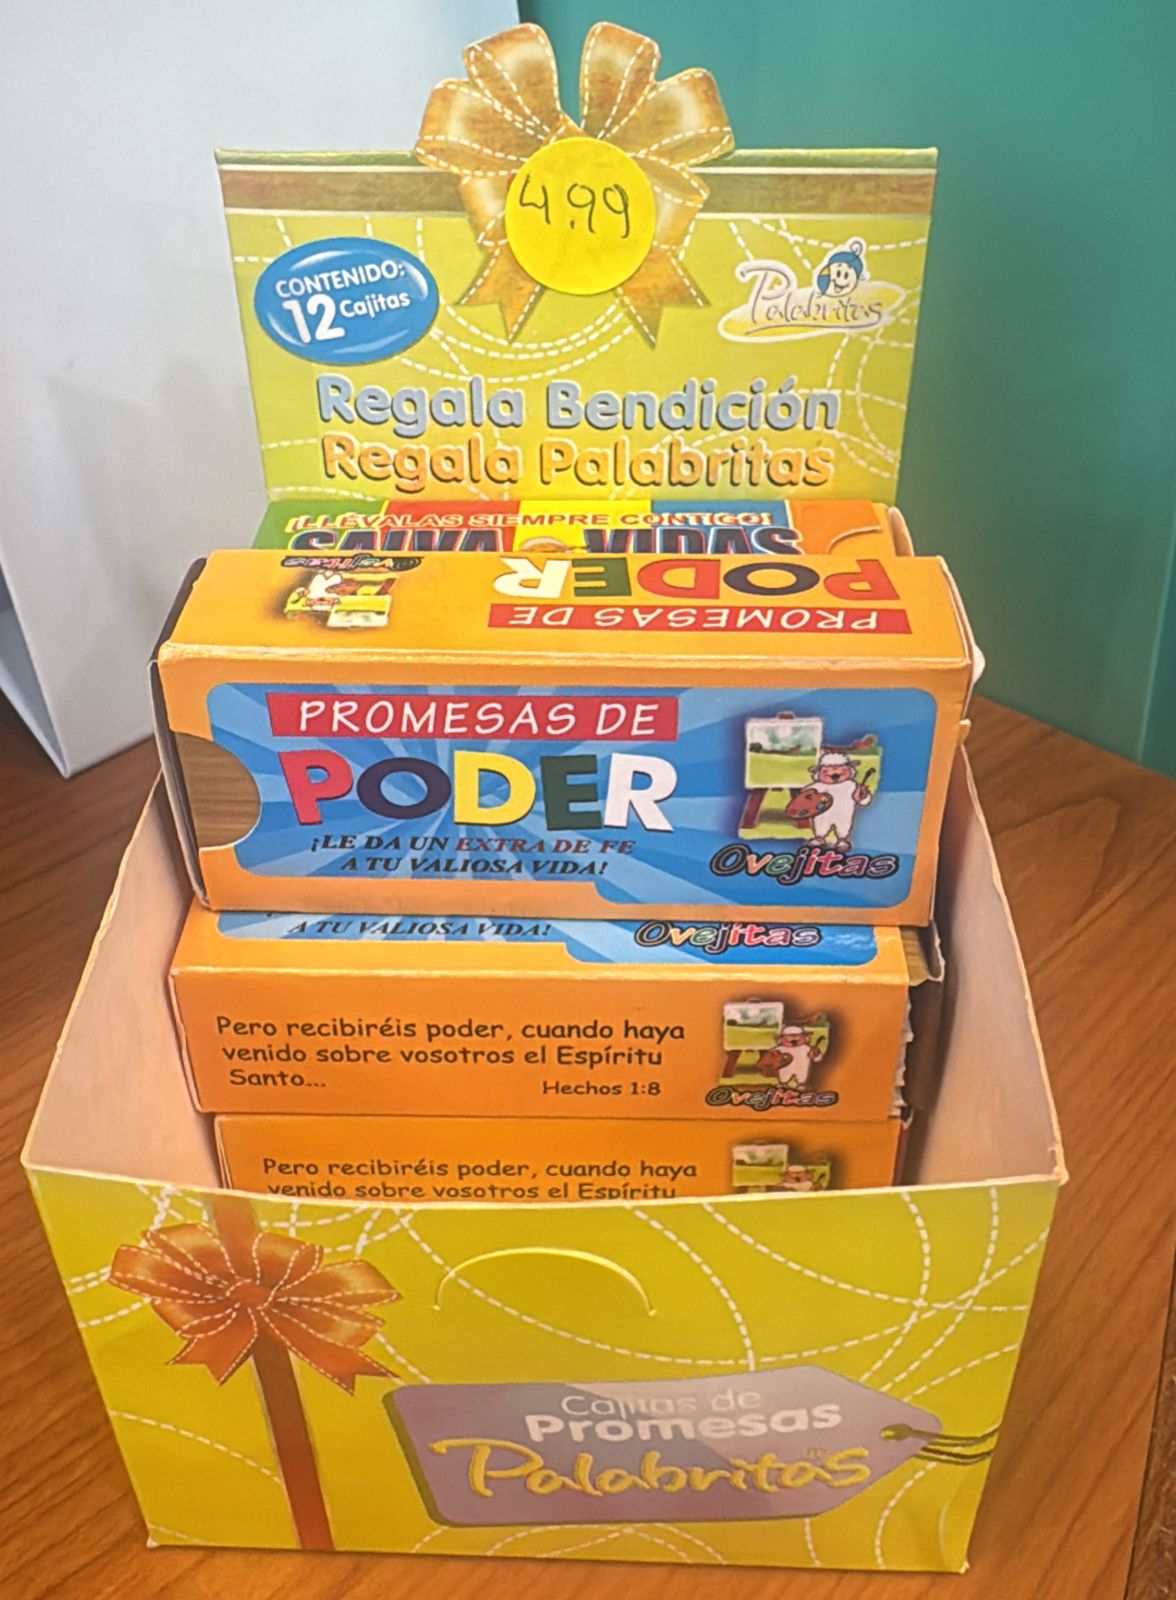 4.99
CONTENIDO:
12 Cajitas
Palabritas
Regala Bendición
Regala Palabritas
¡LLÉVALAS SIEMPRE CONTIGO!
SALVA VIDAS
Ovejitas
PROMESAS DE
PODER
PROMESAS DE
PODER
¡LE DA UN EXTRA DE FE
A TU VALIOSA VIDA!
Ovejitas
A TU VALIOSA VIDA!
Ovejitas
Pero recibiréis poder, cuando haya
venido sobre vosotros el Espíritu
Santo...
Hechos 1:8
Ovejitas
Pero recibiréis poder, cuando haya
venido sobre vosotros el Espíritu
Cajitas de
Promesas
Palabritas